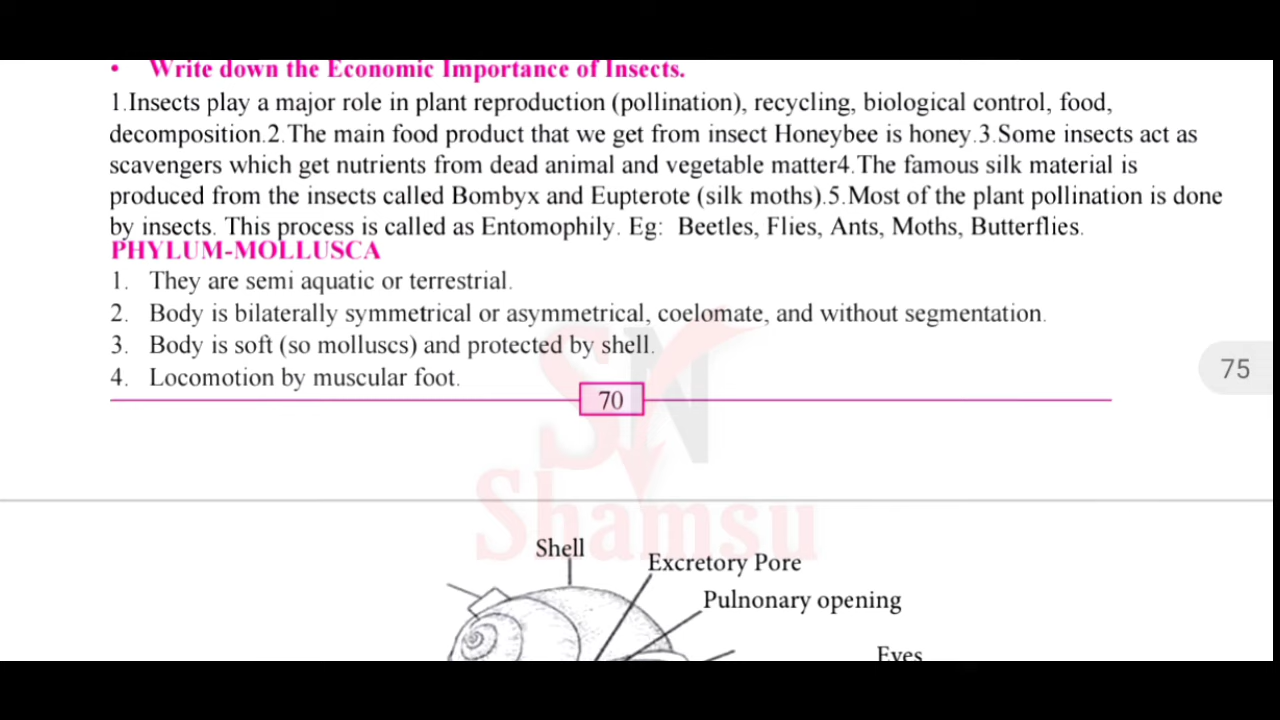 • Write down the Economic Importance of Insects.
1.Insects play a major role in plant reproduction (pollination), recycling, biological control, food,
decomposition.2.The main food product that we get from insect Honeybee is honey.3.Some insects act as
scavengers which get nutrients from dead animal and vegetable matter4.The famous silk material is
produced from the insects called Bombyx and Eupterote (silk moths).5.Most of the plant pollination is done
by insects. This process is called as Entomophily. Eg: Beetles, Flies, Ants, Moths, Butterflies.
PHYLUM-MOLLUSCA
1. They are semi aquatic or terrestrial.
2. Body is bilaterally symmetrical or asymmetrical, coelomate, and without segmentation.
3. Body is soft (so molluscs) and protected by shell.
75
4. Locomotion by muscular foot.
70
SN
Shamsu
Shell
Excretory Pore
Pulnonary opening
Eyes